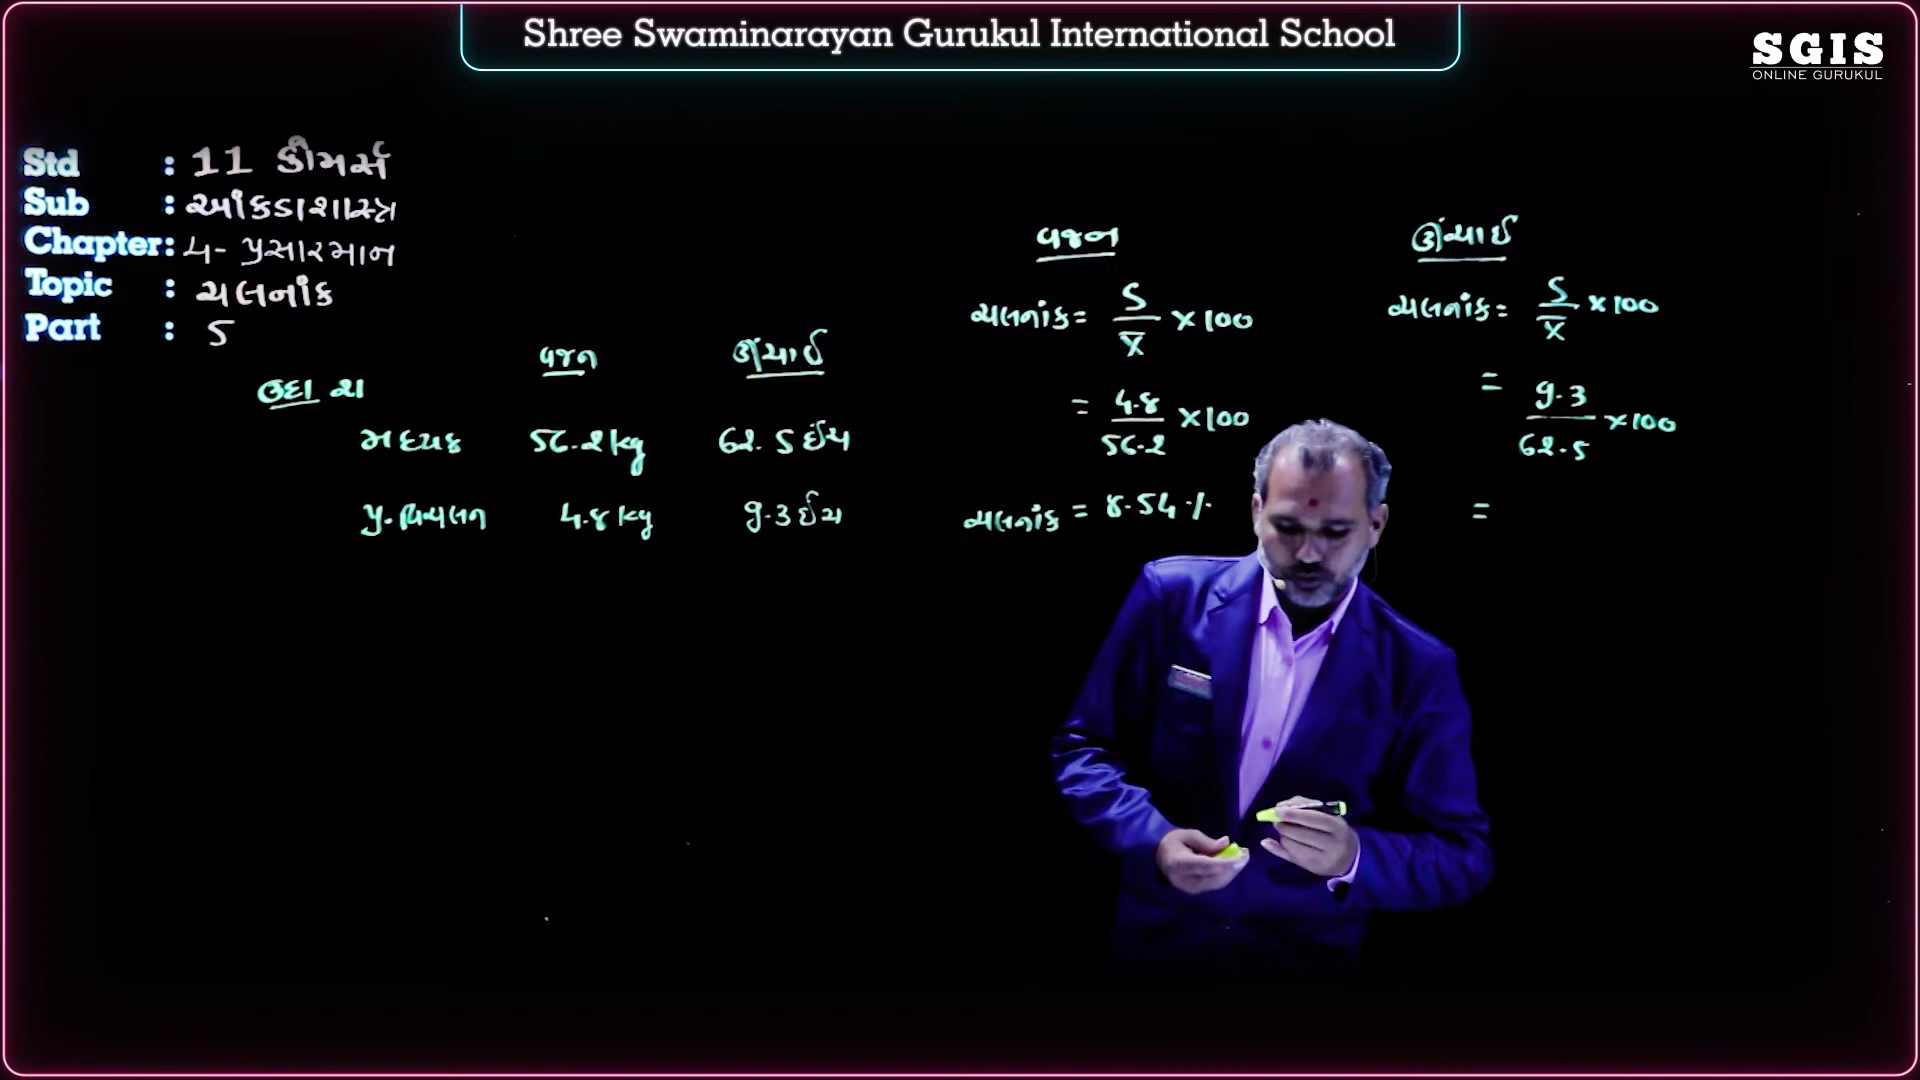 Shree Swaminarayan Gurukul International School
SGIS
ONLINE GURUKUL
Std : 11 કોમર્સ
Sub : આંકડાશાસ્ત્ર
Chapter: 4 - પ્રસારમાન
Topic : ચલનાંક
Part : 5
ઉદા ૨૧
વજન ઊંચાઈ
મધ્યક 56.2 kg 62.5 ઈંચ
પ્ર. વિચલન 4.8 kg 9.3 ઈંચ
વજન
ચલનાંક = S / x̅ × 100
= 4.8 / 56.2 × 100
ચલનાંક = 8.54 %
ઊંચાઈ
ચલનાંક = S / x̅ × 100
= 9.3 / 62.5 × 100
=